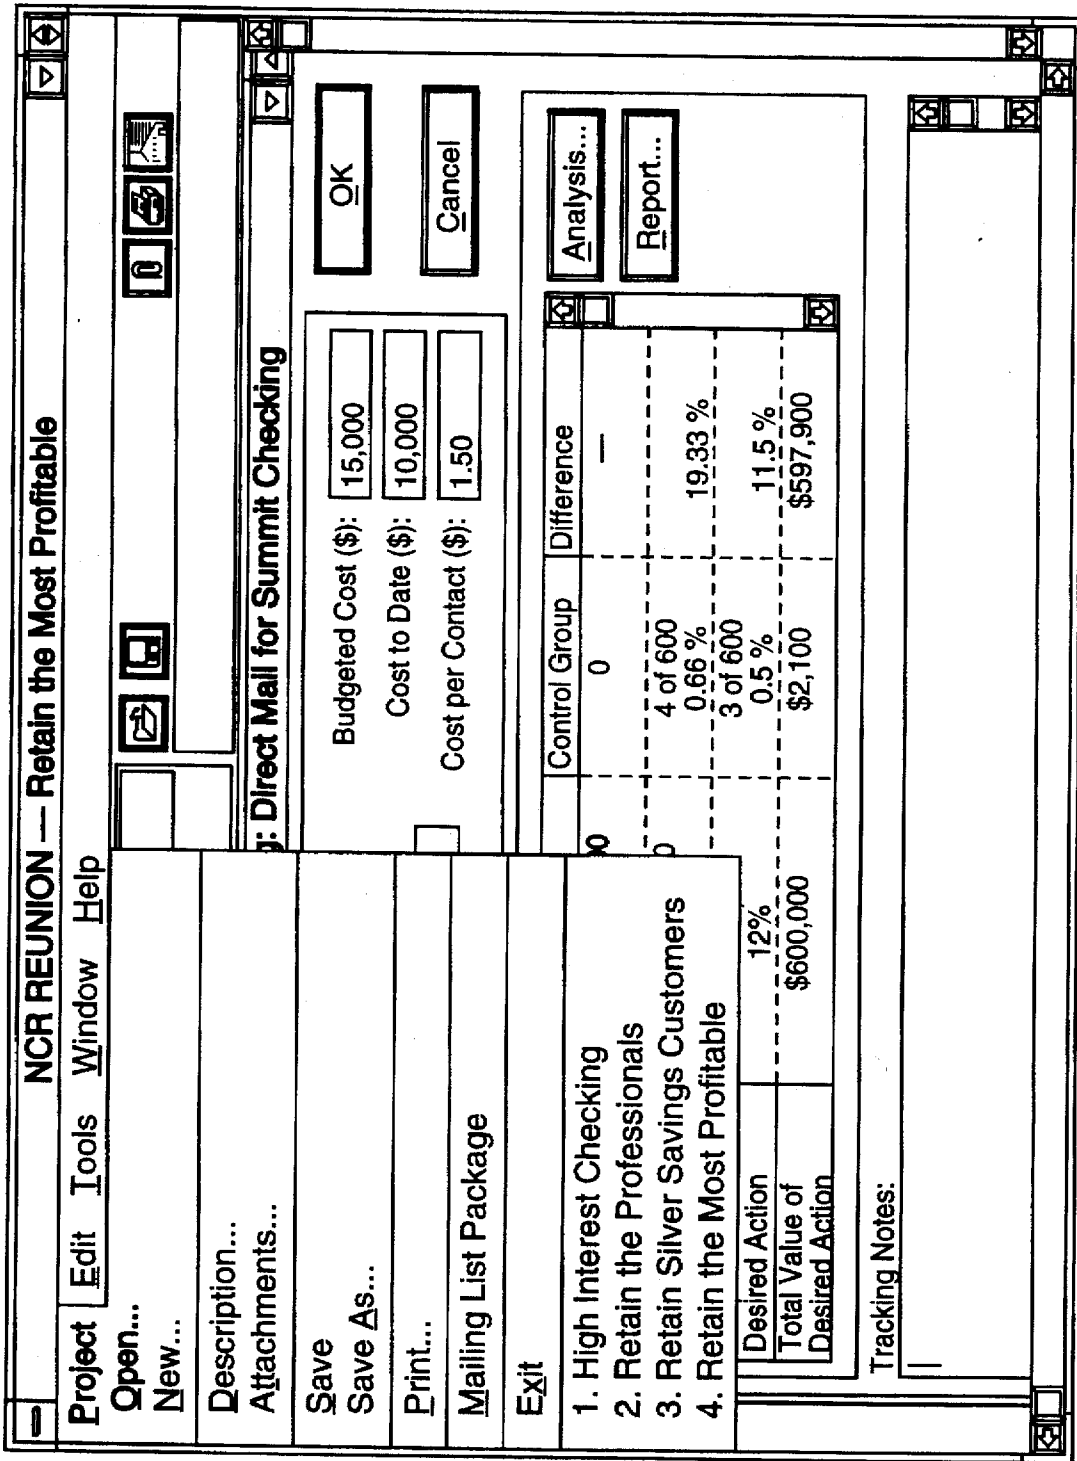 NCR REUNION — Retain the Most Profitable
Project Edit Tools Window Help
Open...
New...
Description...
Attachments...
Save
Save As...
Print...
Mailing List Package
Exit
1. High Interest Checking
2. Retain the Professionals
3. Retain Silver Savings Customers
4. Retain the Most Profitable
g: Direct Mail for Summit Checking
Budgeted Cost ($): 15,000
Cost to Date ($): 10,000
Cost per Contact ($): 1.50
OK
Cancel
Control Group Difference
0 —
4 of 600
0.66 % 19.33 %
3 of 600
Desired Action 12% 0.5 % 11.5 %
Total Value of $600,000 $2,100 $597,900
Desired Action
Analysis...
Report...
Tracking Notes: